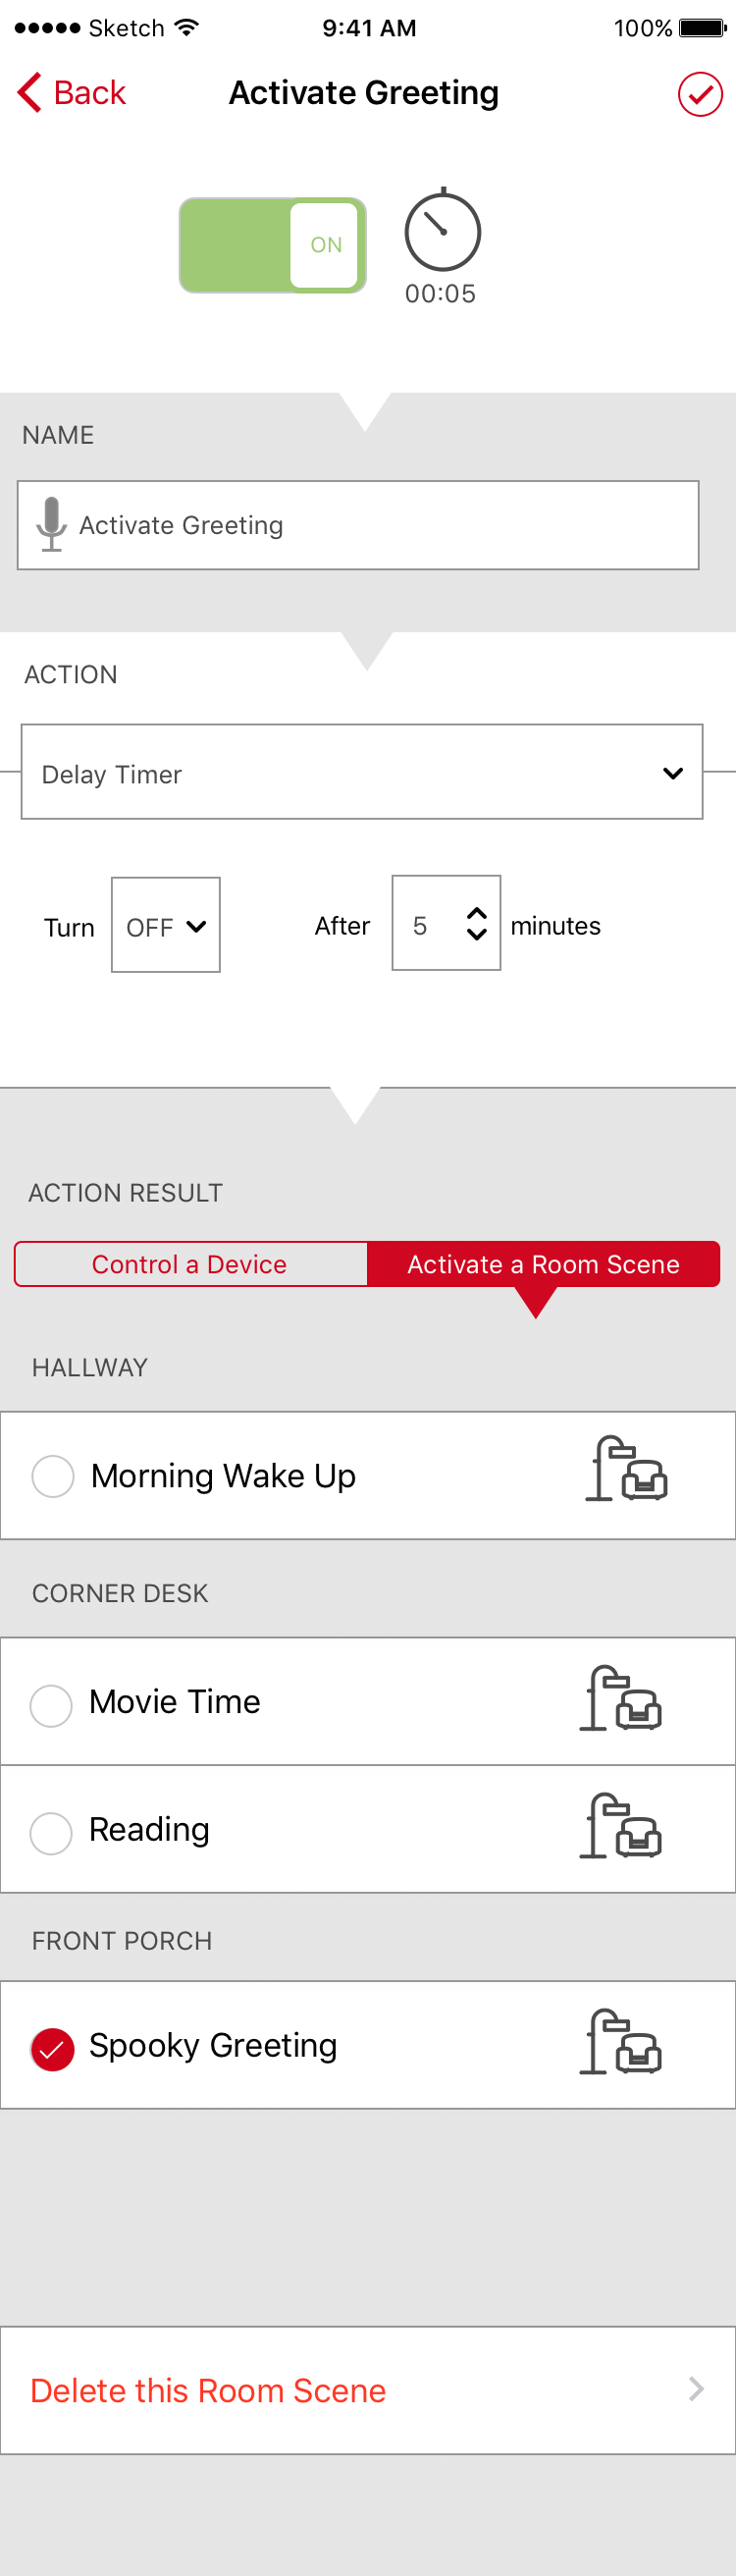 Sketch 9:41 AM 100%
Back Activate Greeting
ON
00:05
NAME
Activate Greeting
ACTION
Delay Timer
Turn OFF After 5 minutes
ACTION RESULT
Control a Device Activate a Room Scene
HALLWAY
Morning Wake Up
CORNER DESK
Movie Time
Reading
FRONT PORCH
Spooky Greeting
Delete this Room Scene